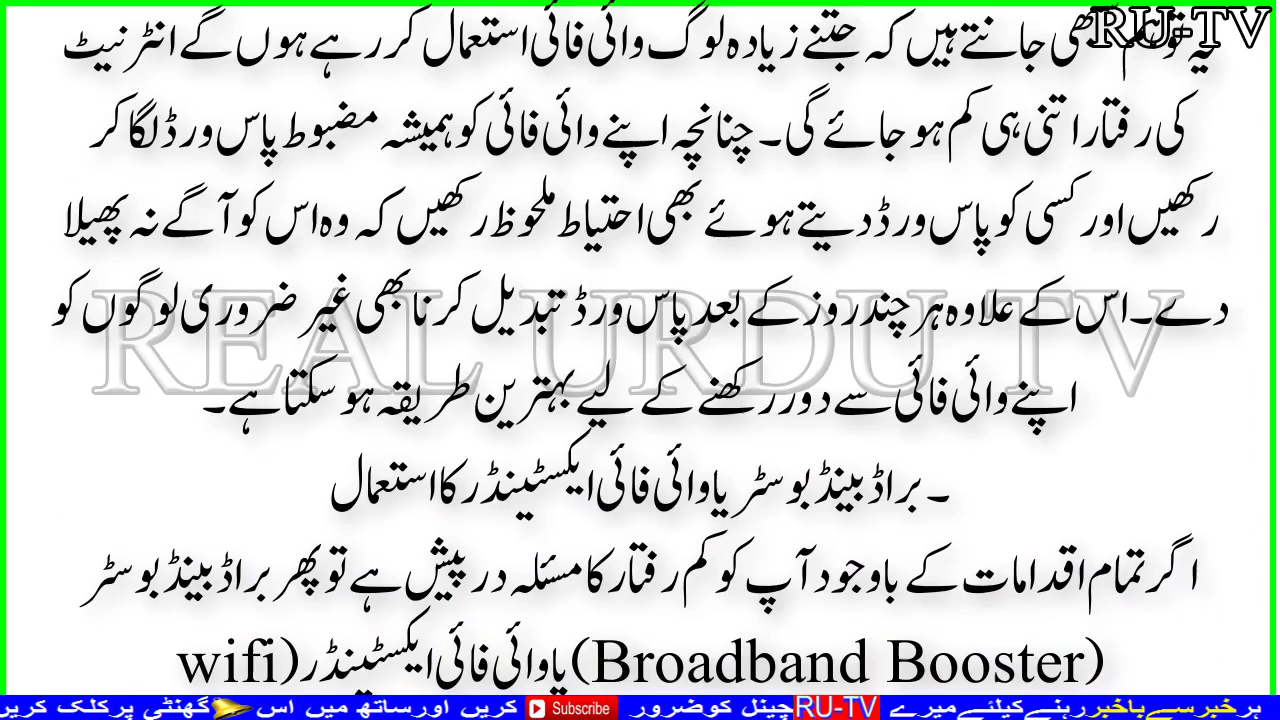 RU-TV
یہ تو ہم سبھی جانتے ہیں کہ جتنے زیادہ لوگ وائی فائی استعمال کر رہے ہوں گے انٹرنیٹ
کی رفتار اتنی ہی کم ہو جائے گی۔ چنانچہ اپنے وائی فائی کو ہمیشہ مضبوط پاس ورڈ لگا کر
رکھیں اور کسی کو پاس ورڈ دیتے ہوئے بھی احتیاط ملحوظ رکھیں کہ وہ اس کو آگے نہ پھیلا
دے۔ اس کے علاوہ ہر چند روز کے بعد پاس ورڈ تبدیل کرنا بھی غیر ضروری لوگوں کو
REAL URDU TV
اپنے وائی فائی سے دور رکھنے کے لیے بہترین طریقہ ہو سکتا ہے۔
۔ براڈ بینڈ بوسٹر یا وائی فائی ایکسٹینڈر کا استعمال
اگر تمام اقدامات کے باوجود آپ کو کم رفتار کا مسئلہ درپیش ہے تو پھر براڈ بینڈ بوسٹر
(Broadband Booster) یا وائی فائی ایکسٹینڈر (wifi
ہر خبر سے باخبر رہنے کیلئے میرے RU-TV چینل کو ضرور Subscribe کریں اور ساتھ میں اس گھنٹی پر کلک کریں